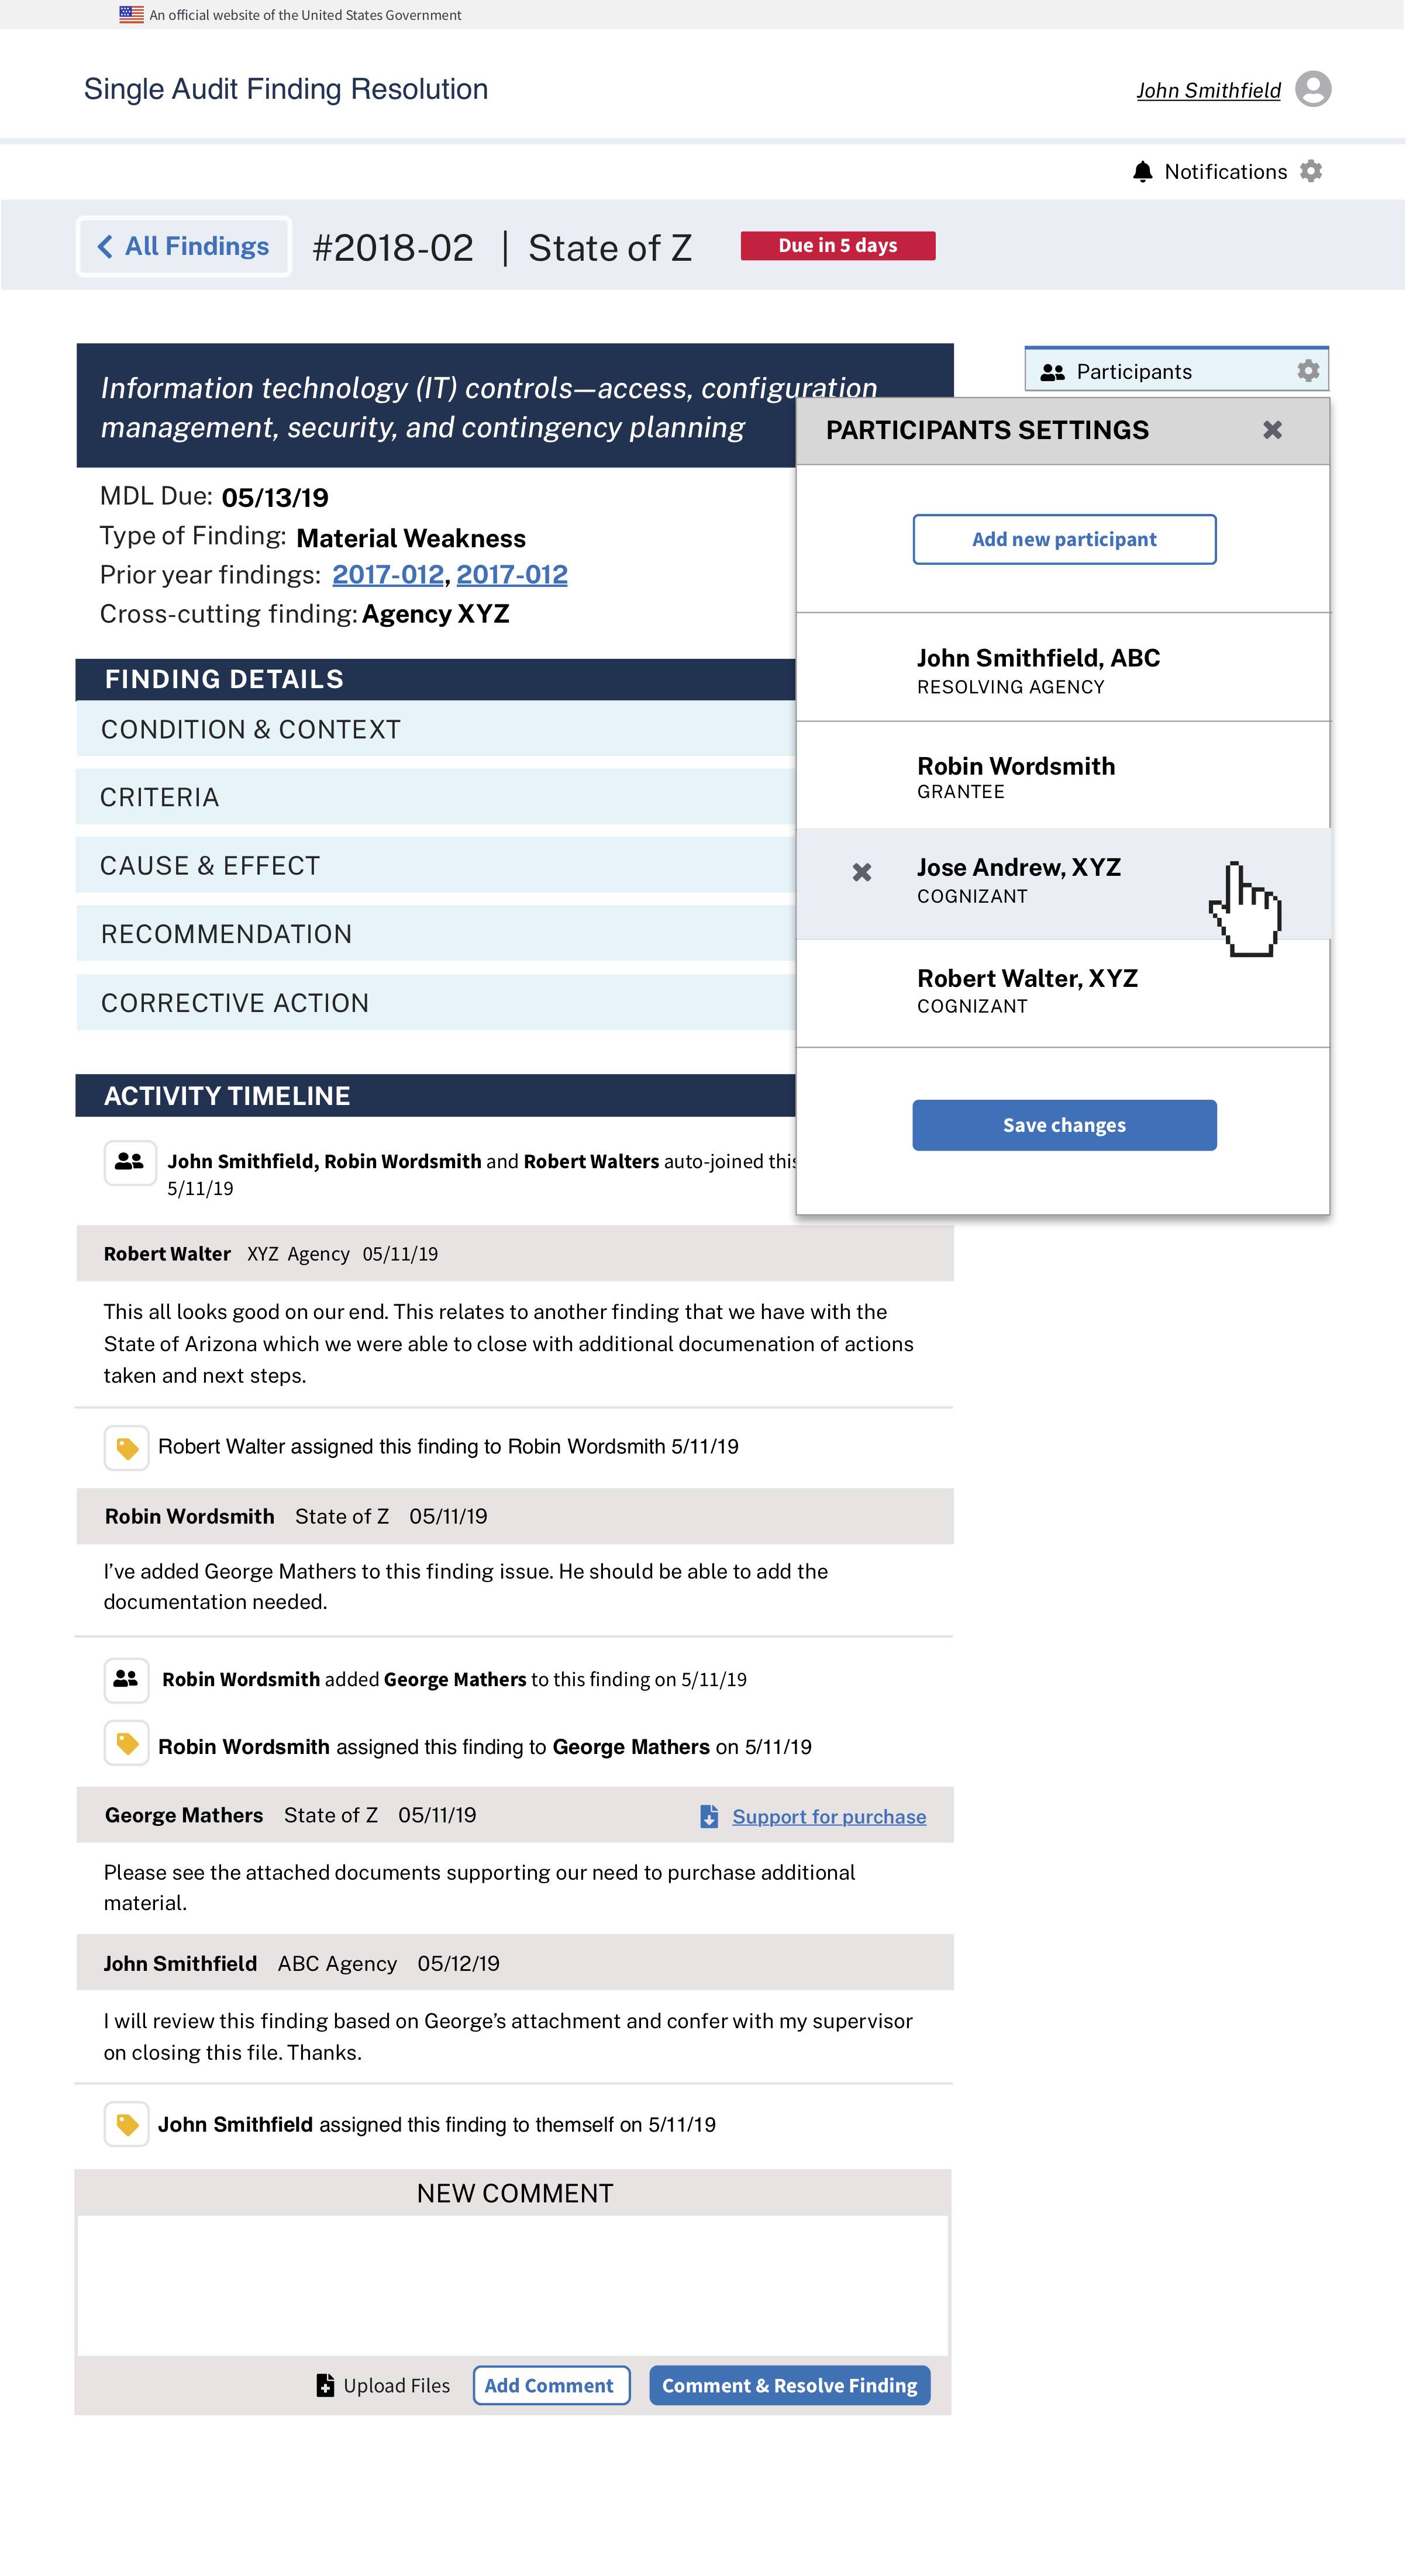 An official website of the United States Government
Single Audit Finding Resolution
John Smithfield
Notifications
All Findings
#2018-02 | State of Z
Due in 5 days
Information technology (IT) controls—access, configuration
management, security, and contingency planning
MDL Due: 05/13/19
Type of Finding: Material Weakness
Prior year findings: 2017-012, 2017-012
Cross-cutting finding: Agency XYZ
FINDING DETAILS
CONDITION & CONTEXT
CRITERIA
CAUSE & EFFECT
RECOMMENDATION
CORRECTIVE ACTION
Participants
PARTICIPANTS SETTINGS
Add new participant
John Smithfield, ABC
RESOLVING AGENCY
Robin Wordsmith
GRANTEE
Jose Andrew, XYZ
COGNIZANT
Robert Walter, XYZ
COGNIZANT
Save changes
ACTIVITY TIMELINE
John Smithfield, Robin Wordsmith and Robert Walters auto-joined this
5/11/19
Robert Walter XYZ Agency 05/11/19
This all looks good on our end. This relates to another finding that we have with the
State of Arizona which we were able to close with additional documenation of actions
taken and next steps.
Robert Walter assigned this finding to Robin Wordsmith 5/11/19
Robin Wordsmith State of Z 05/11/19
I've added George Mathers to this finding issue. He should be able to add the
documentation needed.
Robin Wordsmith added George Mathers to this finding on 5/11/19
Robin Wordsmith assigned this finding to George Mathers on 5/11/19
George Mathers State of Z 05/11/19 Support for purchase
Please see the attached documents supporting our need to purchase additional
material.
John Smithfield ABC Agency 05/12/19
I will review this finding based on George's attachment and confer with my supervisor
on closing this file. Thanks.
John Smithfield assigned this finding to themself on 5/11/19
NEW COMMENT
Upload Files
Add Comment
Comment & Resolve Finding